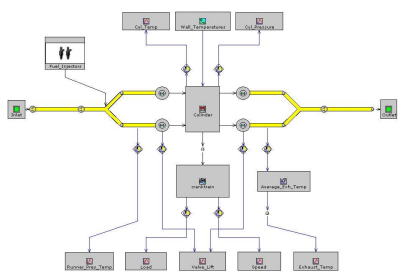 Cyl_Temp
Wall_Temperatures
Cyl_Pressure
Fuel_Injectors
Inlet
Cylinder
Outlet
cranktrain
Average_Exh_Temp
Runner_Pres_Temp
Load
Valve_Lift
Speed
Exhaust_Temp